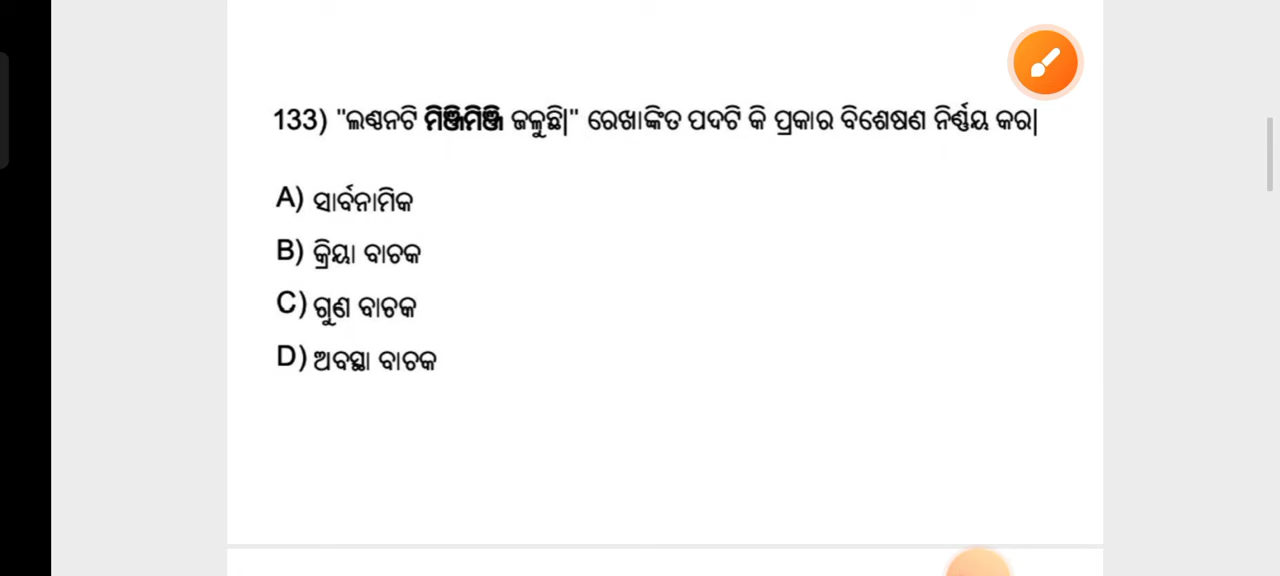 133) "ଲଣ୍ଠନଟି ମିଞ୍ଜିମିଞ୍ଜି ଜଳୁଛି|" ରେଖାଙ୍କିତ ପଦଟି କି ପ୍ରକାର ବିଶେଷଣ ନିର୍ଣ୍ଣୟ କର|
A) ସାର୍ବନାମିକ
B) କ୍ରିୟା ବାଚକ
C) ଗୁଣ ବାଚକ
D) ଅବସ୍ଥା ବାଚକ